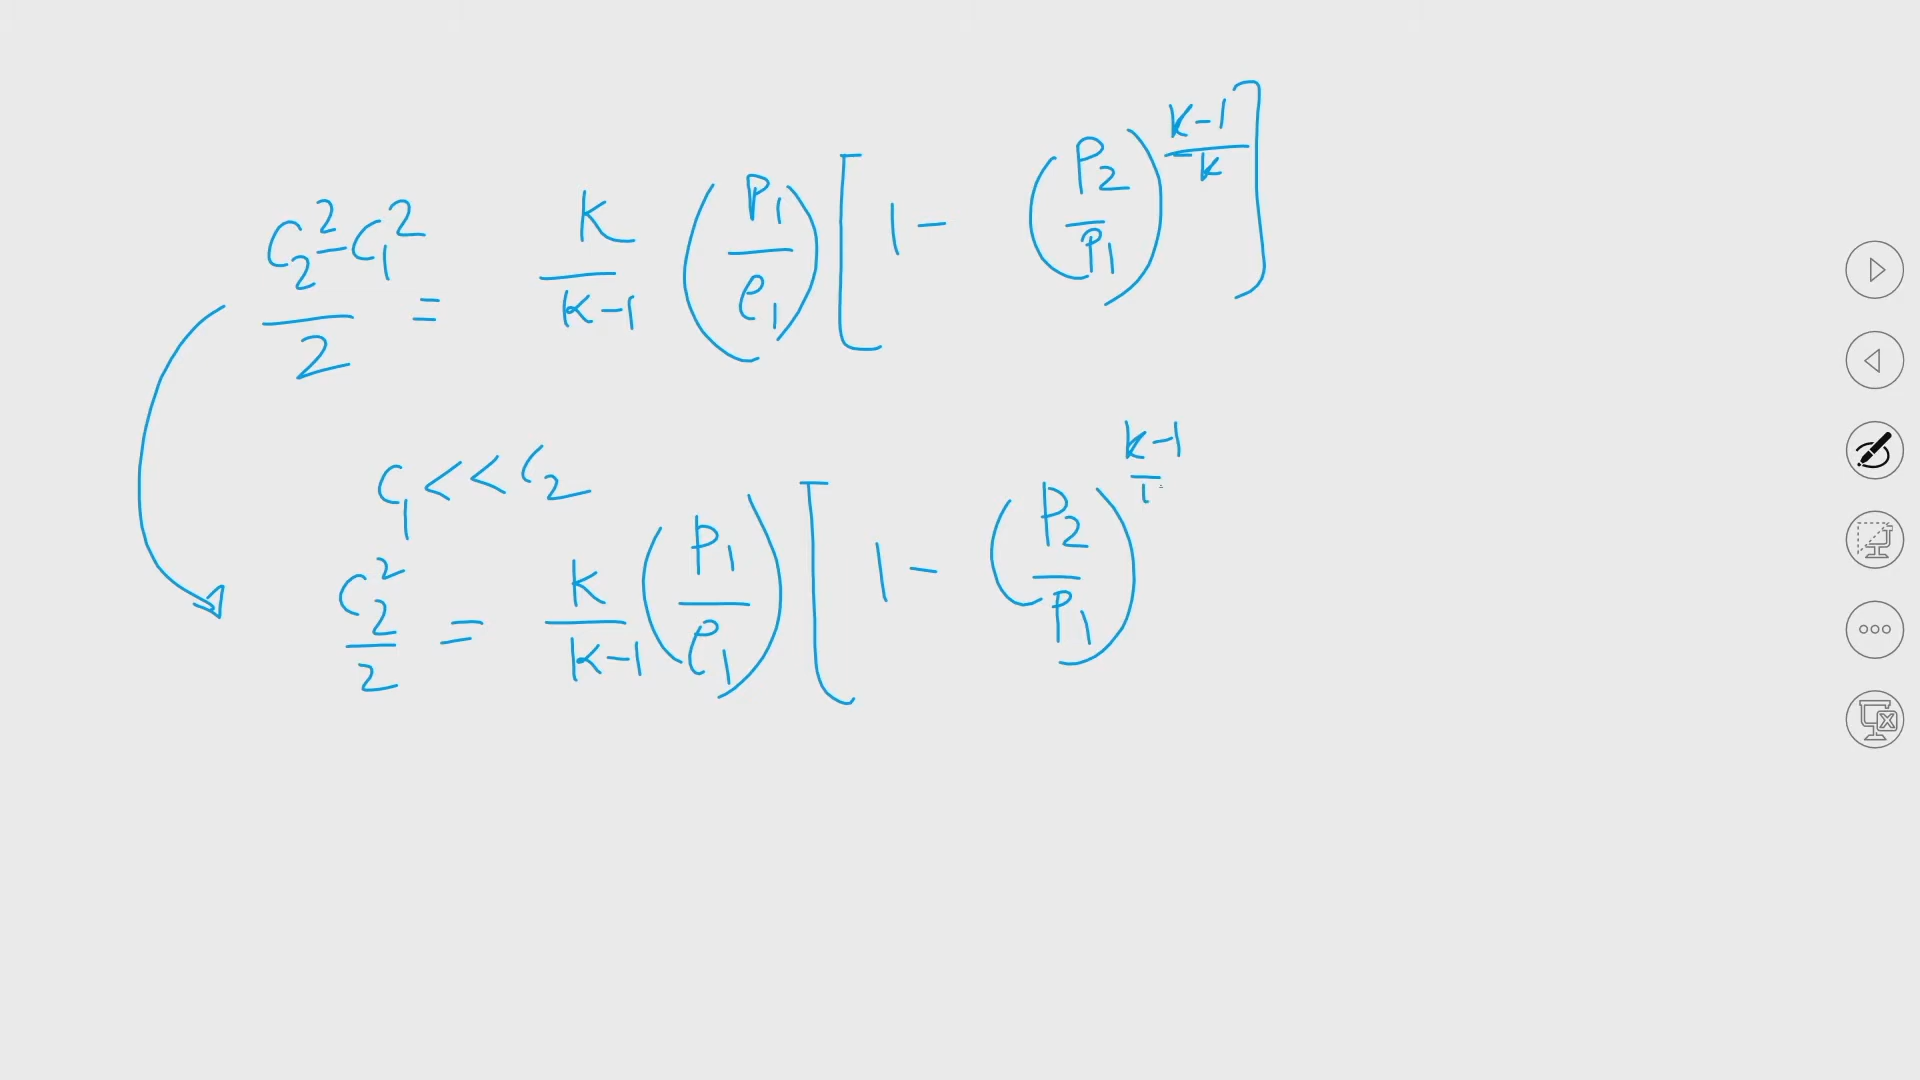 (C₂² - C₁²)/2 = K/(K-1) (P₁/ρ₁) [1 - (P₂/P₁)^((K-1)/K)]
C₁ << C₂
C₂²/2 = K/(K-1) (P₁/ρ₁) [1 - (P₂/P₁)^(K-1)/